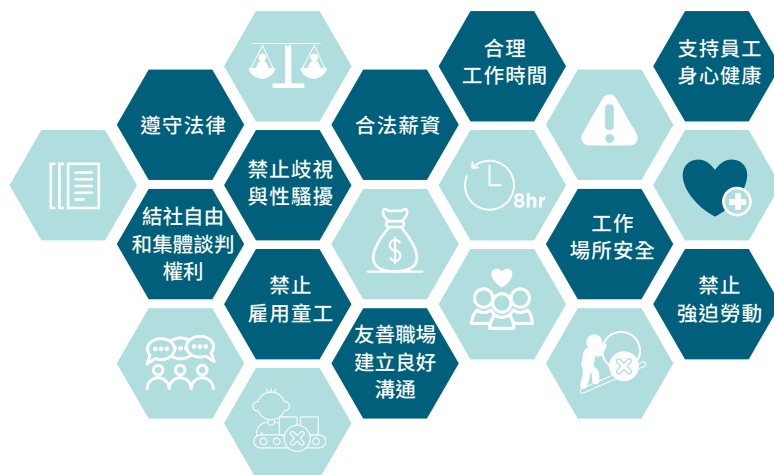 遵守法律
結社自由
和集體談判
權利
禁止歧視
與性騷擾
禁止
雇用童工
合法薪資
$
友善職場
建立良好
溝通
合理
工作時間
8hr
工作
場所安全
支持員工
身心健康
禁止
強迫勞動